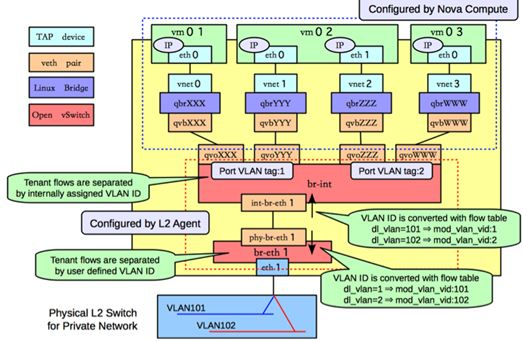 Configured by Nova Compute
vm 0 1
vm 0 2
vm 0 3
IP
IP
IP
IP
eth 0
eth 0
eth 1
eth 0
TAP device
veth pair
Linux Bridge
Open vSwitch
vnet 0
vnet 1
vnet 2
vnet 3
qbrXXX
qbrYYY
qbrZZZ
qbrWWW
qvbXXX
qvbYYY
qvbZZZ
qvbWWW
qvoXXX
qvoYYY
qvoZZZ
qvoWWW
Port VLAN tag:1
Port VLAN tag:2
br-int
Tenant flows are separated
by internally assigned VLAN ID
int-br-eth 1
Configured by L2 Agent
VLAN ID is converted with flow table
dl_vlan=101 ⇒ mod_vlan_vid:1
dl_vlan=102 ⇒ mod_vlan_vid:2
phy-br-eth 1
br-eth 1
Tenant flows are separated
by user defined VLAN ID
eth 1
VLAN ID is converted with flow table
dl_vlan=1 ⇒ mod_vlan_vid:101
dl_vlan=2 ⇒ mod_vlan_vid:102
Physical L2 Switch
for Private Network
VLAN101
VLAN102